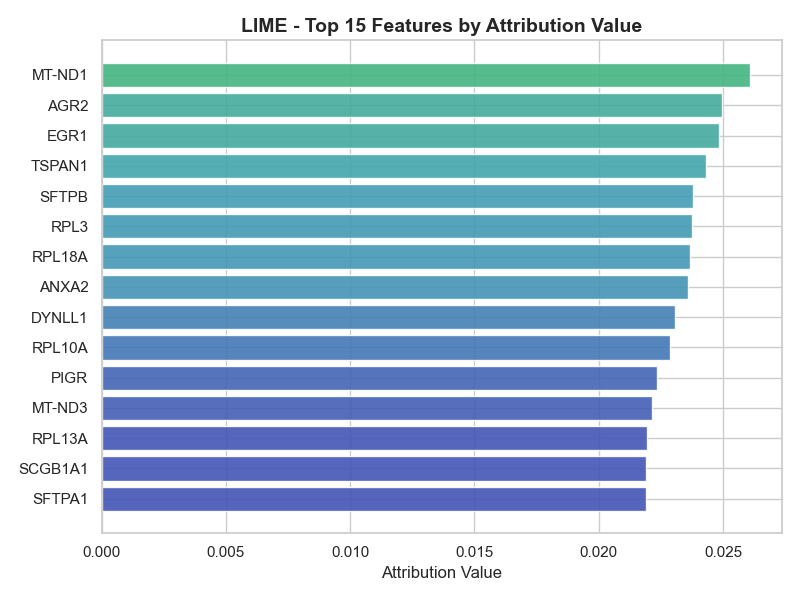 LIME - Top 15 Features by Attribution Value
MT-ND1
AGR2
EGR1
TSPAN1
SFTPB
RPL3
RPL18A
ANXA2
DYNLL1
RPL10A
PIGR
MT-ND3
RPL13A
SCGB1A1
SFTPA1
0.000 0.005 0.010 0.015 0.020 0.025
Attribution Value